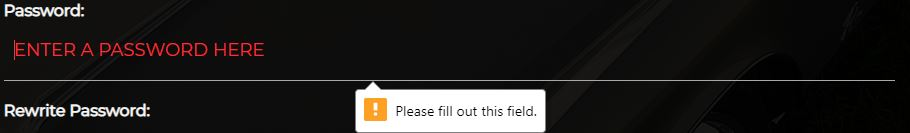 Password:
ENTER A PASSWORD HERE
Please fill out this field.
Rewrite Password: